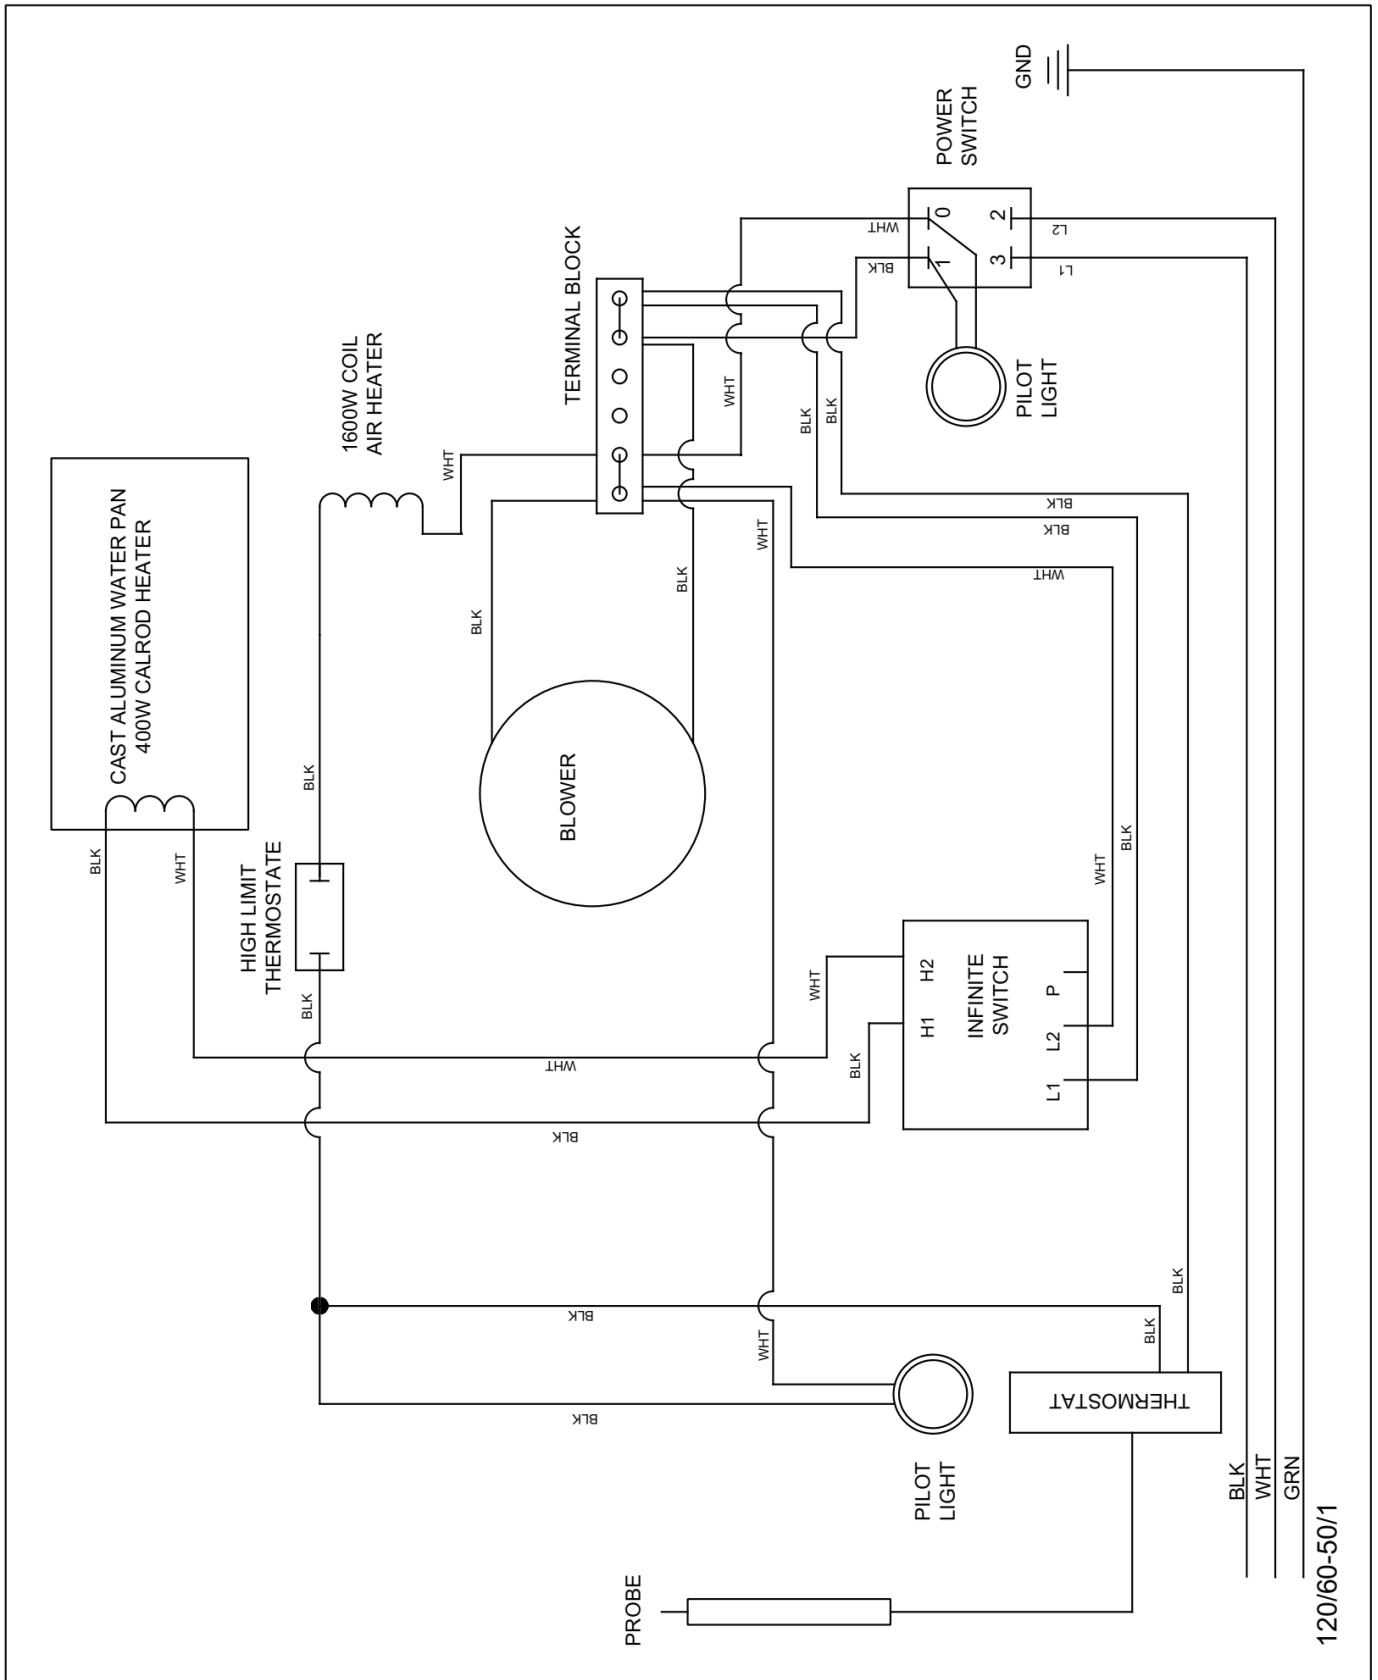 GND
POWER
SWITCH
0
1
2
3
WHT
BLK
L2
L1
PILOT
LIGHT
TERMINAL BLOCK
1600W COIL
AIR HEATER
WHT
WHT
BLK
BLK
BLK
BLK
WHT
WHT
BLK
BLK
CAST ALUMINUM WATER PAN
400W CALROD HEATER
BLK
WHT
BLK
HIGH LIMIT
THERMOSTATE
BLK
BLOWER
WHT
BLK
WHT
BLK
WHT
BLK
H1
H2
INFINITE
SWITCH
L1
L2
P
BLK
BLK
BLK
BLK
WHT
BLK
THERMOSTAT
PILOT
LIGHT
PROBE
BLK
WHT
GRN
120/60-50/1